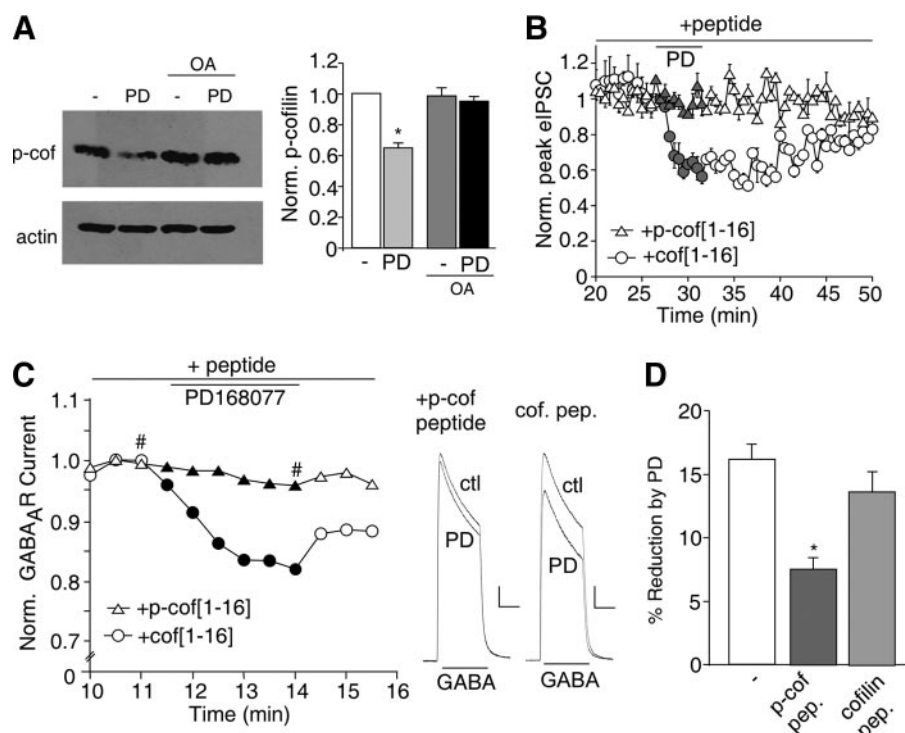 A
OA
- PD - PD
p-cof
actin
Norm. p-cofilin
1.2
1.0
0.8
0.6
0.4
0.2
0
*
- PD - PD
OA
B
+peptide
PD
Norm. peak eIPSC
1.4
1.2
1
0.8
0.6
0.4
0.2
0
+p-cof[1-16]
+cof[1-16]
20 25 30 35 40 45 50
Time (min)
C
+ peptide
PD168077
Norm. GABAAR Current
1.1
1.0
0.9
0.8
0.7
0
# #
+p-cof[1-16]
+cof[1-16]
10 11 12 13 14 15 16
Time (min)
+p-cof
peptide
cof. pep.
ctl
PD
GABA
ctl
PD
GABA
D
% Reduction by PD
20
15
10
5
0
*
-
p-cof
pep.
cofilin
pep.